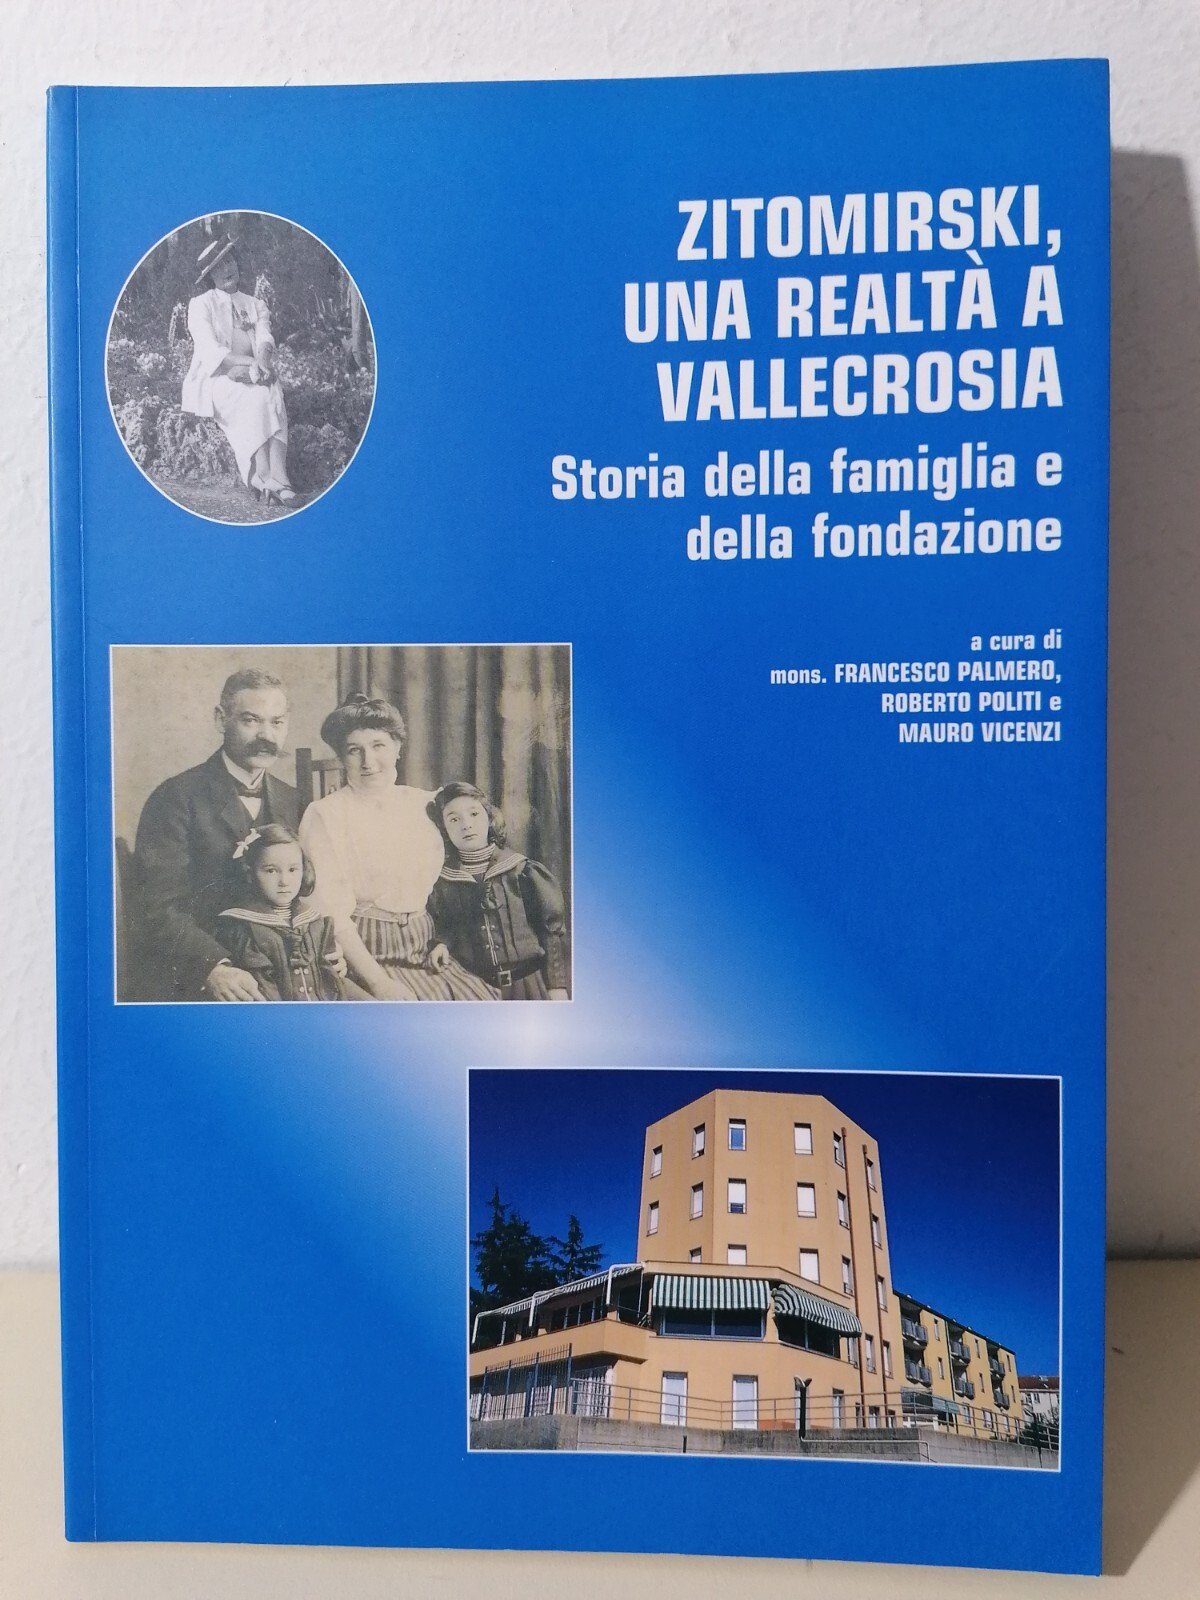 ZITOMIRSKI,
UNA REALTÀ A
VALLECROSIA
Storia della famiglia e
della fondazione
a cura di
mons. FRANCESCO PALMERO,
ROBERTO POLITI e
MAURO VICENZI